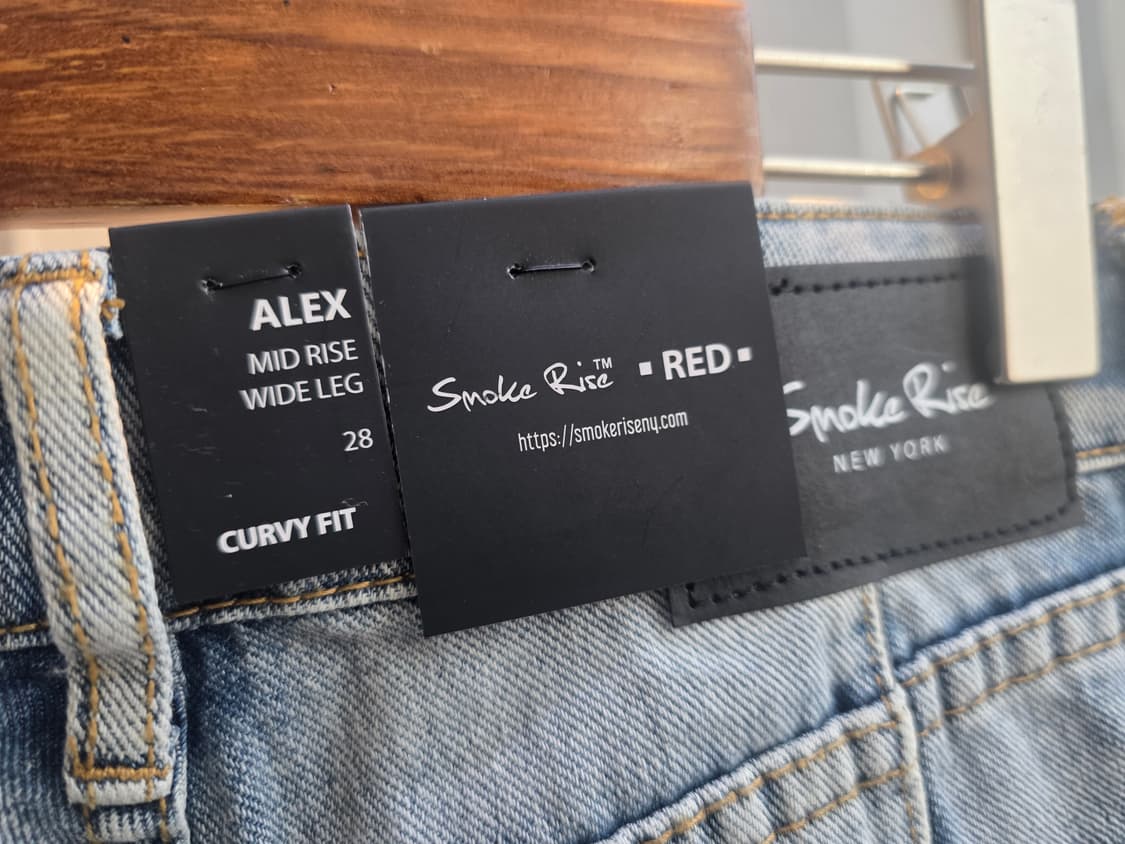 ALEX
MID RISE
WIDE LEG
28
CURVY FIT
Smoke Rise™ ▪ RED ▪
https://smokeriseny.com
Smoke Rise
NEW YORK